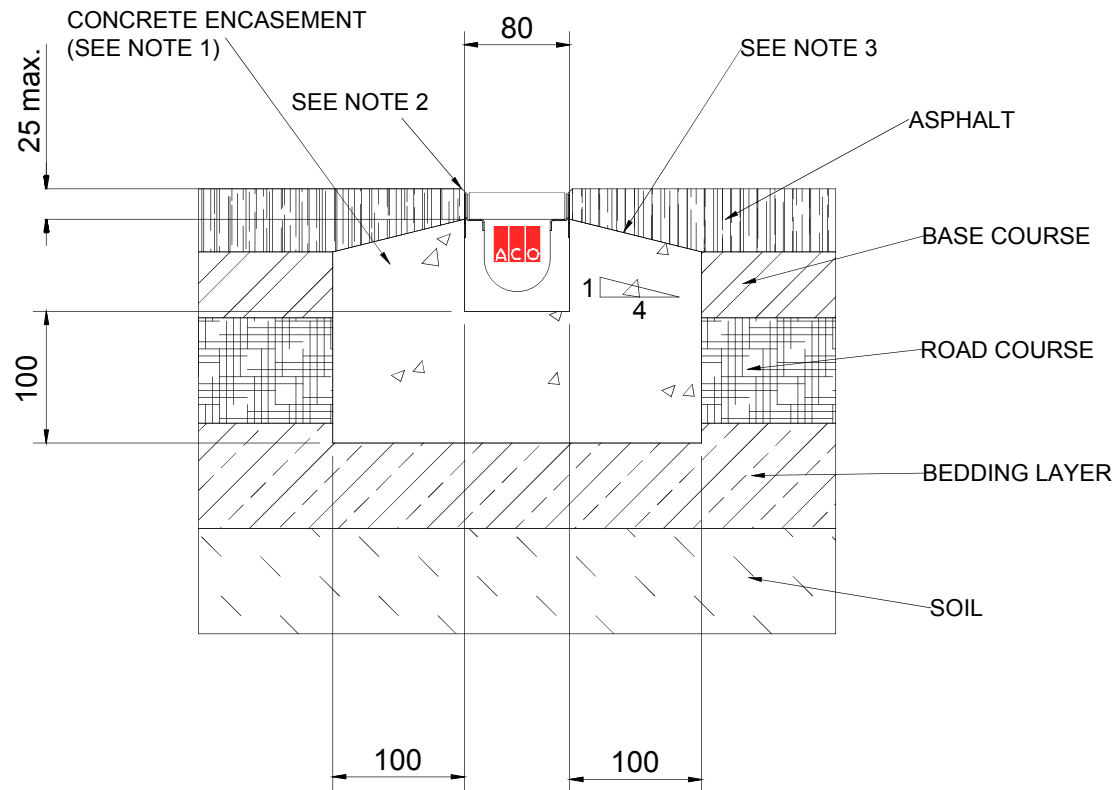 CONCRETE ENCASEMENT
(SEE NOTE 1)
80
SEE NOTE 3
25 max.
SEE NOTE 2
ASPHALT
BASE COURSE
ACO
1
4
ROAD COURSE
100
BEDDING LAYER
SOIL
100
100